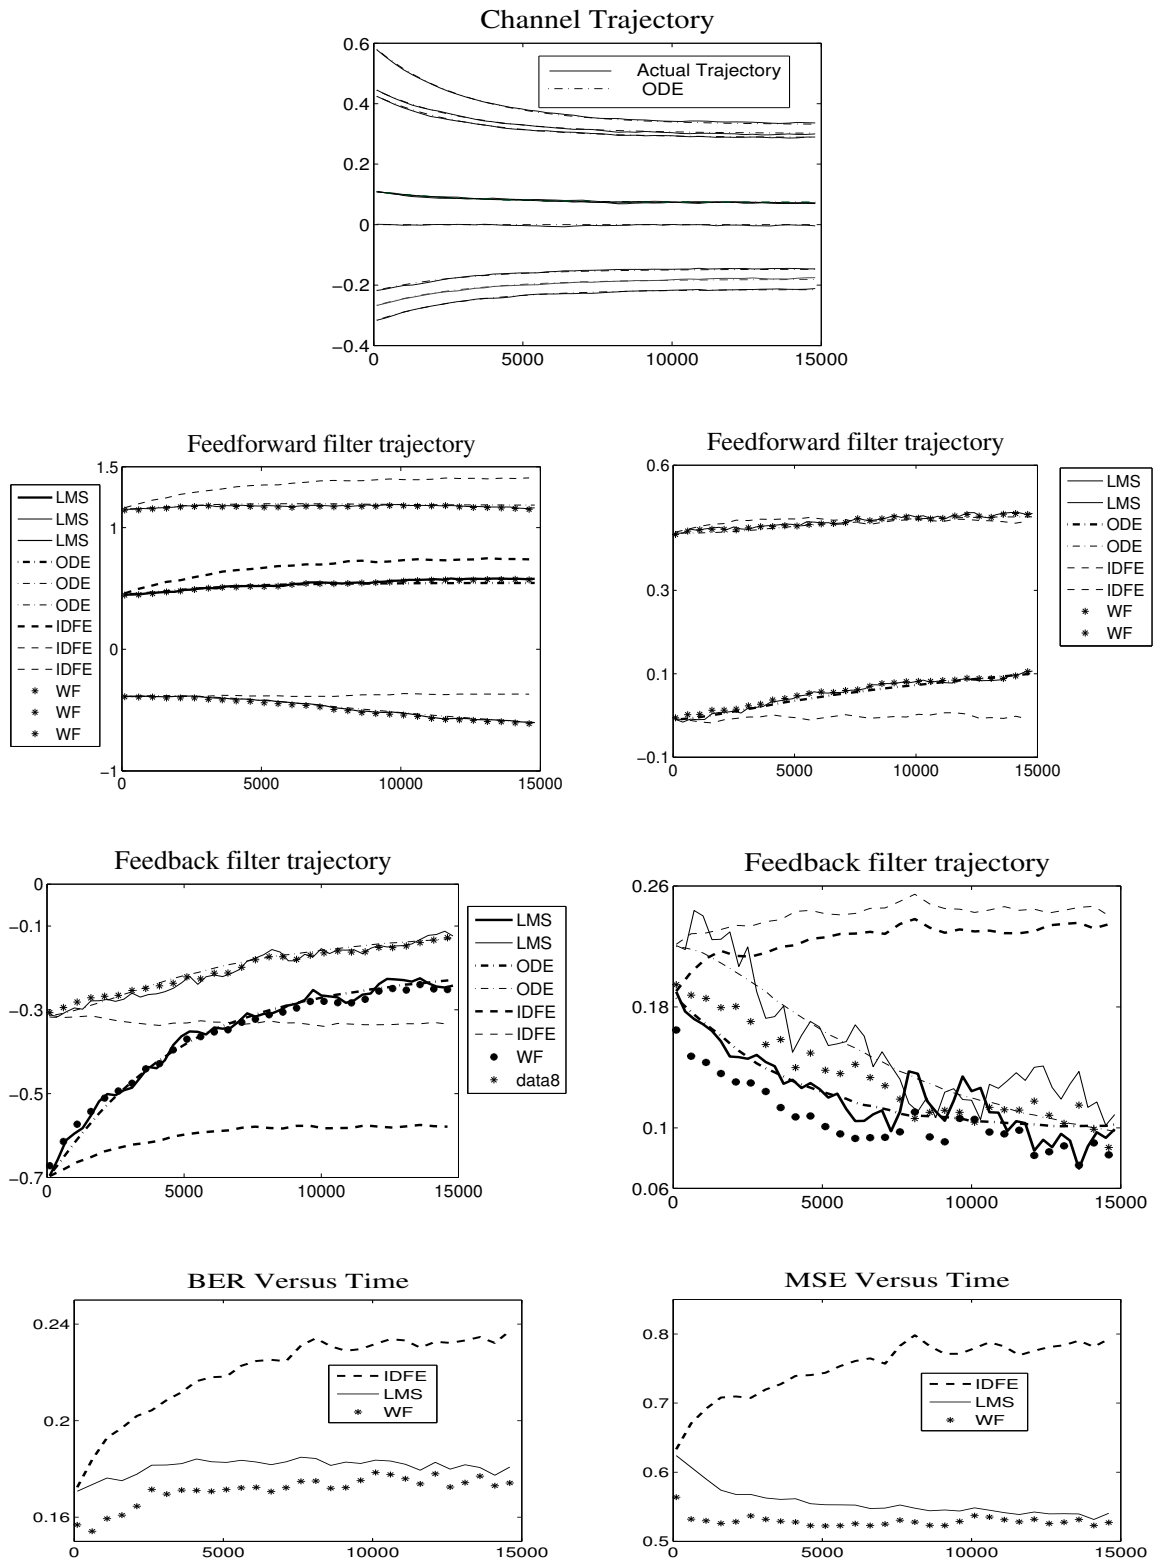 Channel Trajectory
0.6
0.4
0.2
0
−0.2
−0.4
0 5000 10000 15000
Actual Trajectory
ODE
Feedforward filter trajectory
LMS
LMS
LMS
ODE
ODE
ODE
IDFE
IDFE
IDFE
WF
WF
WF
1.5
1
0
−1
0 5000 10000 15000
Feedforward filter trajectory
0.6
0.3
0.1
−0.1
0 5000 10000 15000
LMS
LMS
ODE
ODE
IDFE
IDFE
WF
WF
Feedback filter trajectory
0
−0.1
−0.3
−0.5
−0.7
0 5000 10000 15000
LMS
LMS
ODE
ODE
IDFE
IDFE
WF
data8
Feedback filter trajectory
0.26
0.18
0.1
0.06
0 5000 10000 15000
BER Versus Time
0.24
0.2
0.16
0 5000 10000 15000
IDFE
LMS
WF
MSE Versus Time
0.8
0.7
0.6
0.5
0 5000 10000 15000
IDFE
LMS
WF